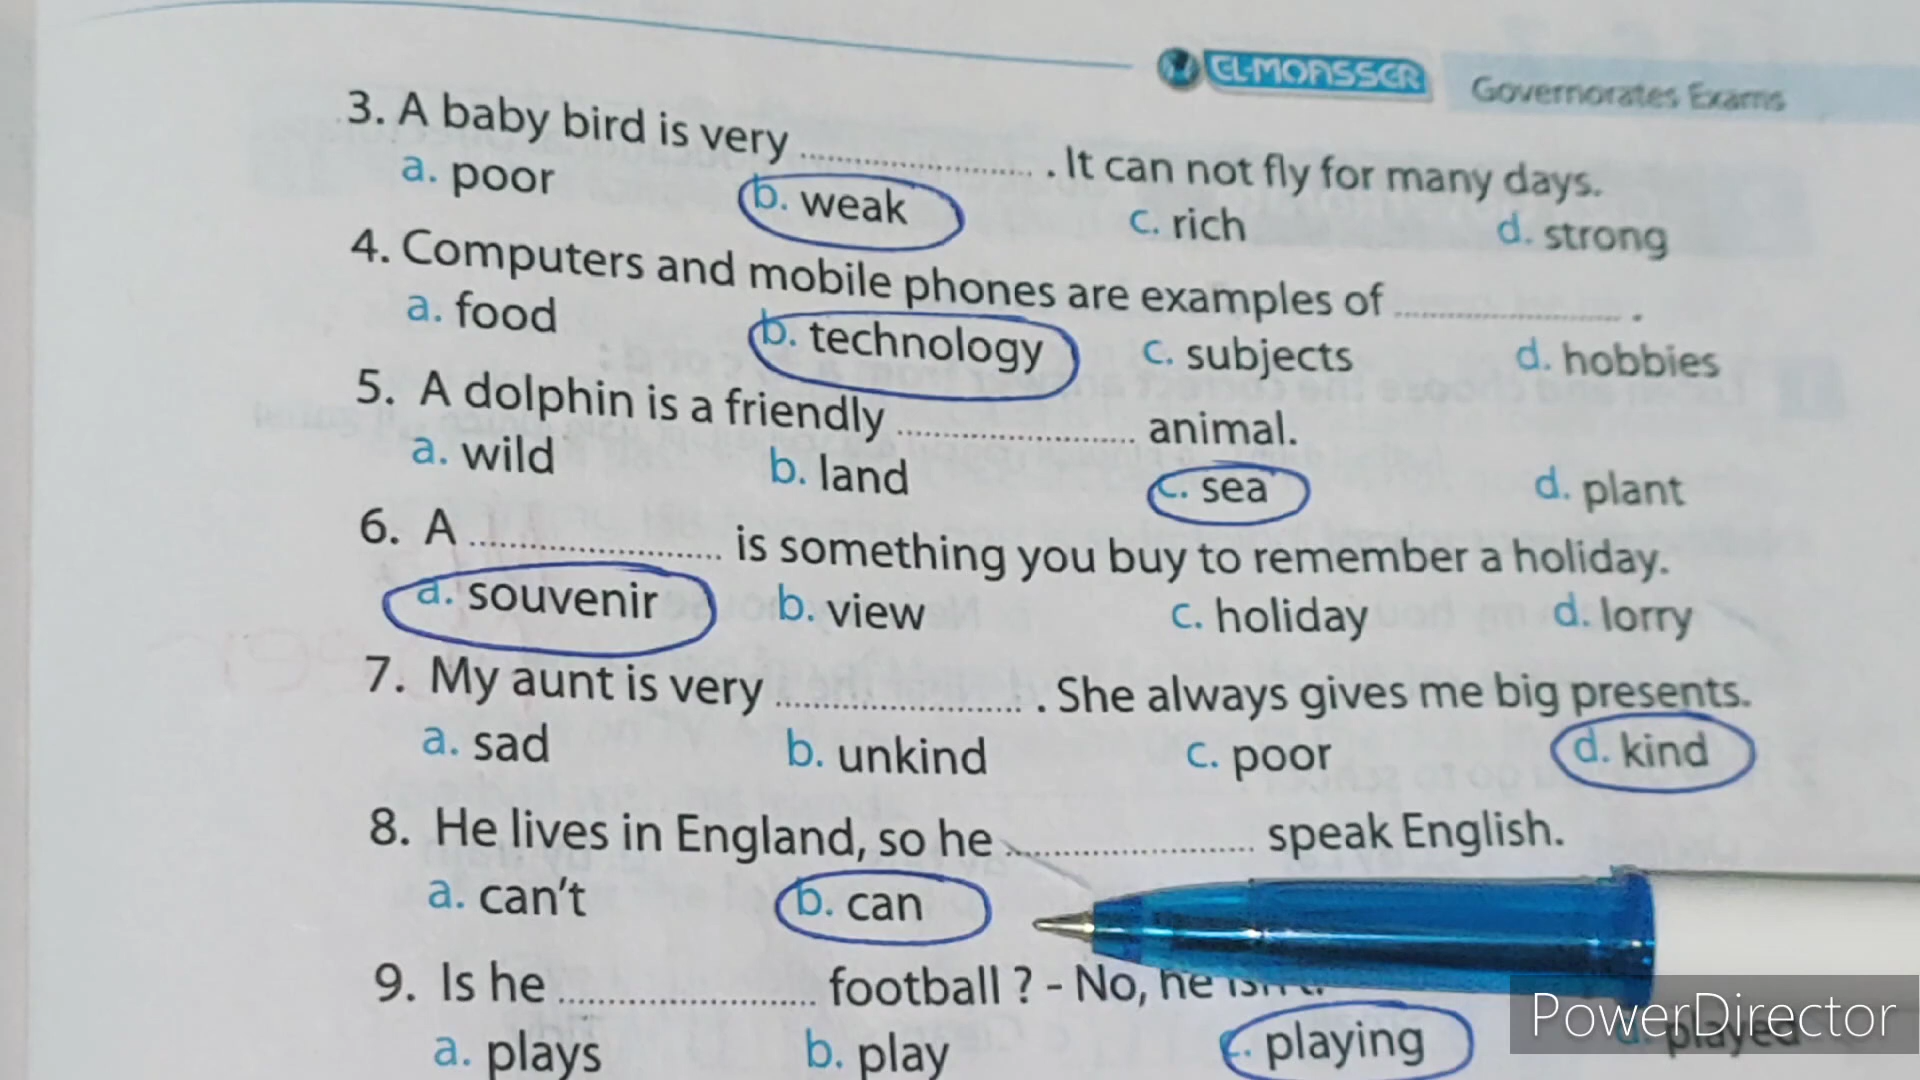 EL-MOASSER Governorates Exams
3. A baby bird is very .................... . It can not fly for many days.
a. poor b. weak c. rich d. strong
4. Computers and mobile phones are examples of .................... .
a. food b. technology c. subjects d. hobbies
5. A dolphin is a friendly .................... animal.
a. wild b. land c. sea d. plant
6. A .................... is something you buy to remember a holiday.
a. souvenir b. view c. holiday d. lorry
7. My aunt is very .................... . She always gives me big presents.
a. sad b. unkind c. poor d. kind
8. He lives in England, so he .................... speak English.
a. can't b. can
9. Is he .................... football ? - No, he isn't.
a. plays b. play c. playing d. played
PowerDirector